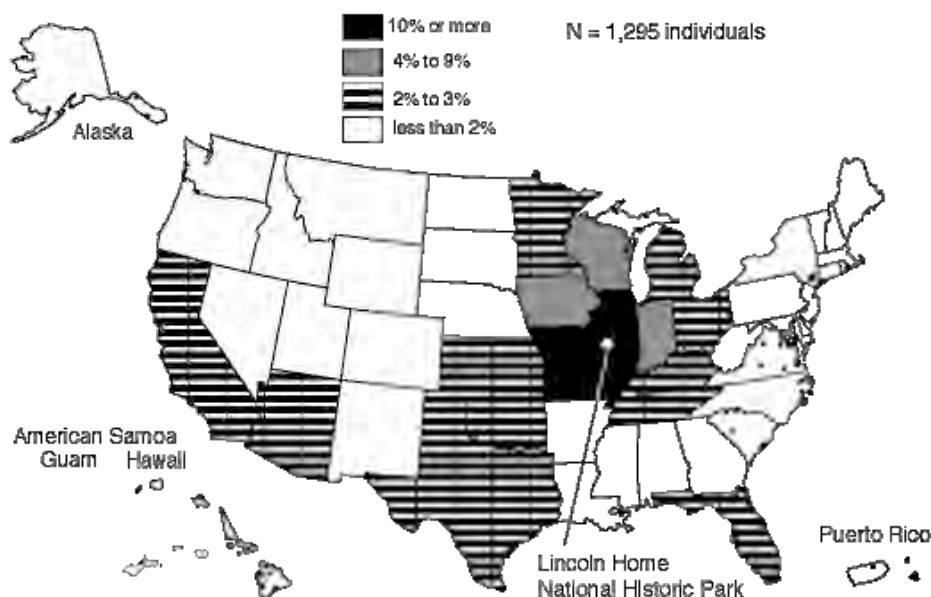 10% or more
N = 1,295 individuals
4% to 9%
2% to 3%
less than 2%
Alaska
American Samoa
Guam Hawaii
Lincoln Home
National Historic Park
Puerto Rico